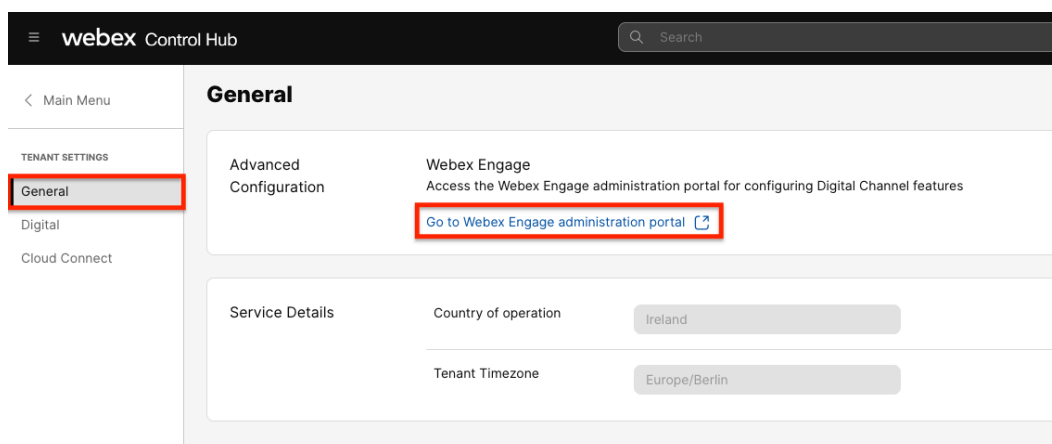 webex Control Hub
Search
Main Menu
TENANT SETTINGS
General
Digital
Cloud Connect
General
Advanced
Configuration
Webex Engage
Access the Webex Engage administration portal for configuring Digital Channel features
Go to Webex Engage administration portal
Service Details
Country of operation
Ireland
Tenant Timezone
Europe/Berlin